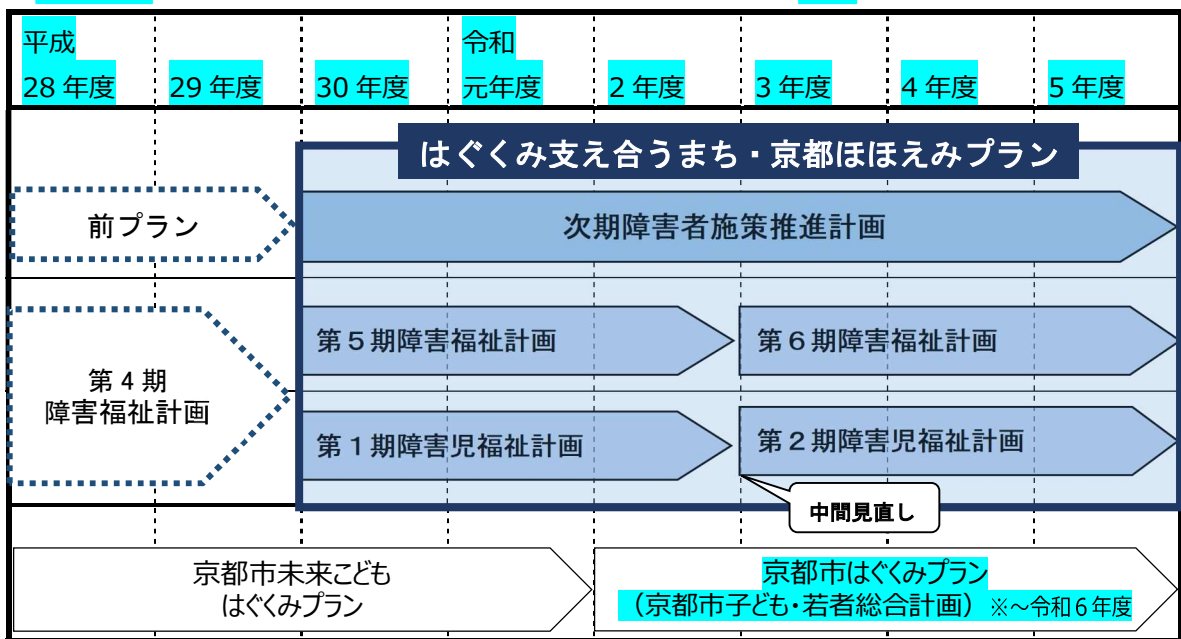 平成
28 年度 29 年度 30 年度
令和
元年度 2 年度 3 年度 4 年度 5 年度
はぐくみ支え合うまち・京都ほほえみプラン
前プラン
次期障害者施策推進計画
第4期
障害福祉計画
第5期障害福祉計画
第6期障害福祉計画
第1期障害児福祉計画
第2期障害児福祉計画
中間見直し
京都市未来こども
はぐくみプラン
京都市はぐくみプラン
（京都市子ども・若者総合計画）※～令和6年度